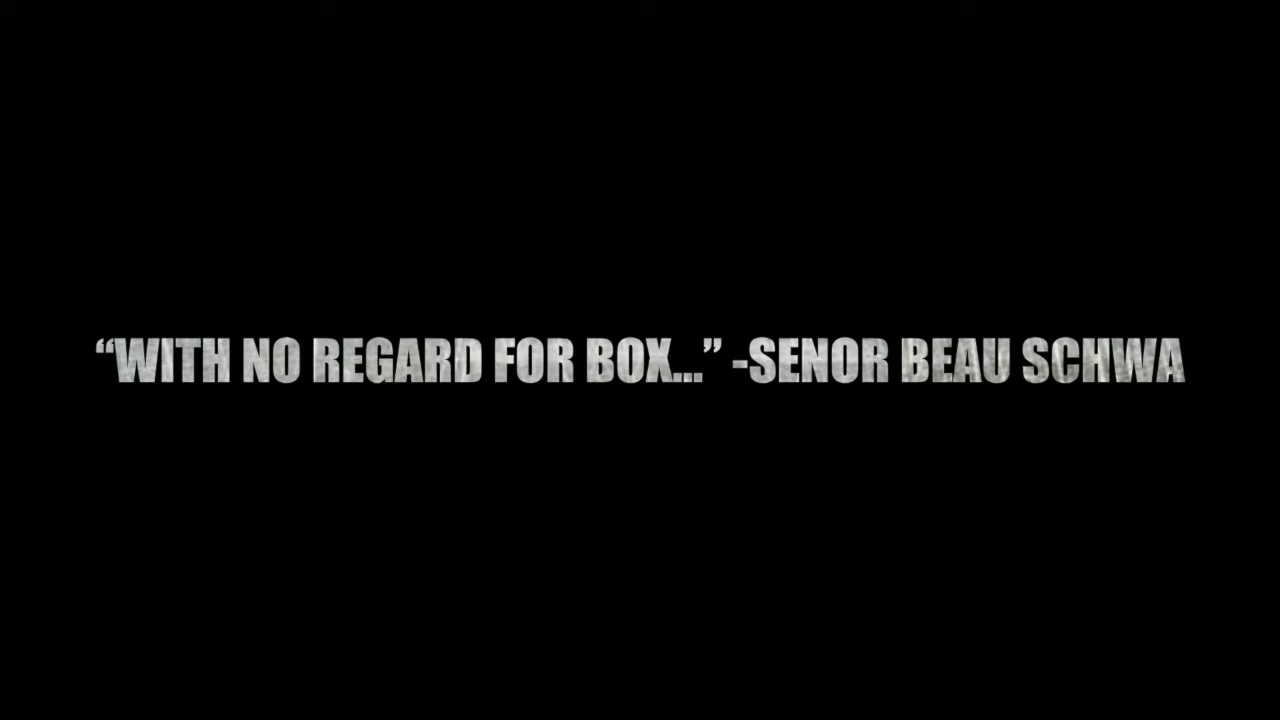 “WITH NO REGARD FOR BOX...” -SENOR BEAU SCHWA